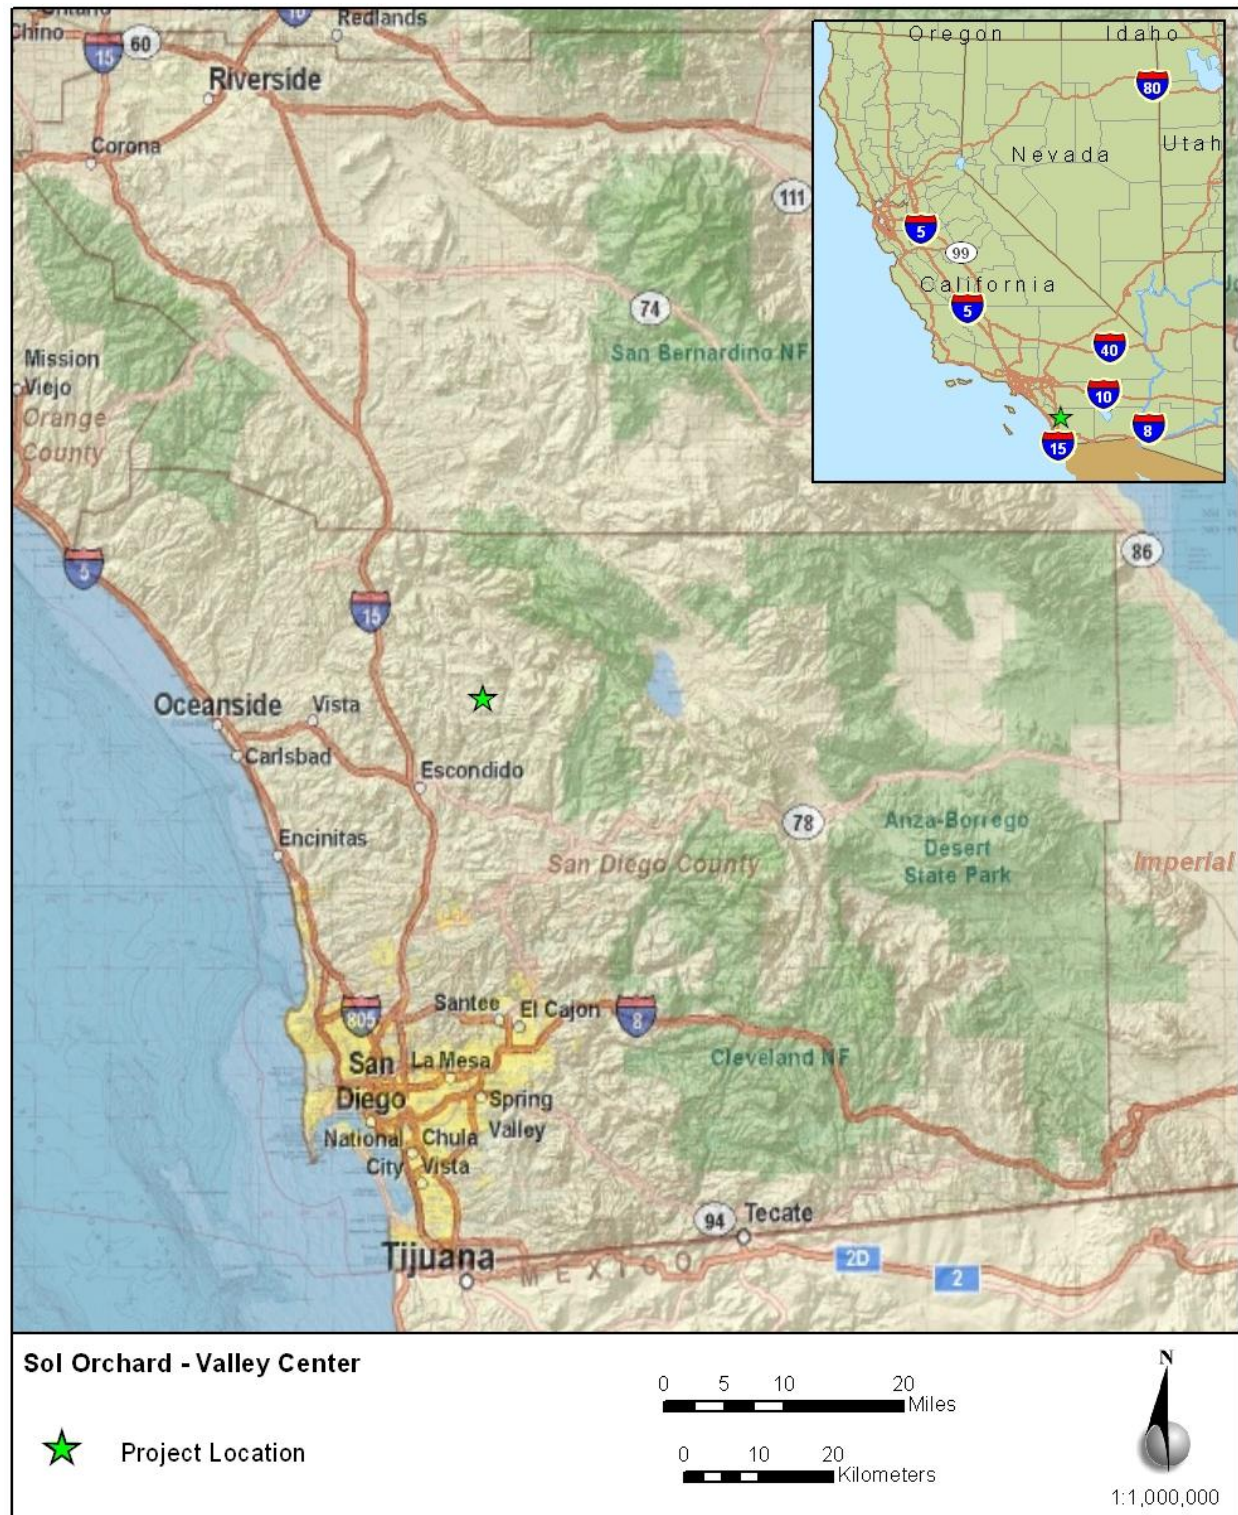 Ontario
Chino
15
60
10
Redlands
Riverside
Corona
111
74
San Bernardino NF
Mission
Viejo
Orange
County
5
15
86
Oceanside
Vista
Carlsbad
Escondido
Encinitas
78
San Diego County
Anza-Borrego
Desert
State Park
Imperial
805
Santee
El Cajon
8
San
Diego
La Mesa
Cleveland NF
Spring
Valley
National
City
Chula
Vista
94
Tecate
Tijuana
MEXICO
2D
2
Oregon
Idaho
80
Nevada
Utah
5
99
California
5
40
10
8
15
Sol Orchard - Valley Center
Project Location
0 5 10 20
Miles
0 10 20
Kilometers
N
1:1,000,000